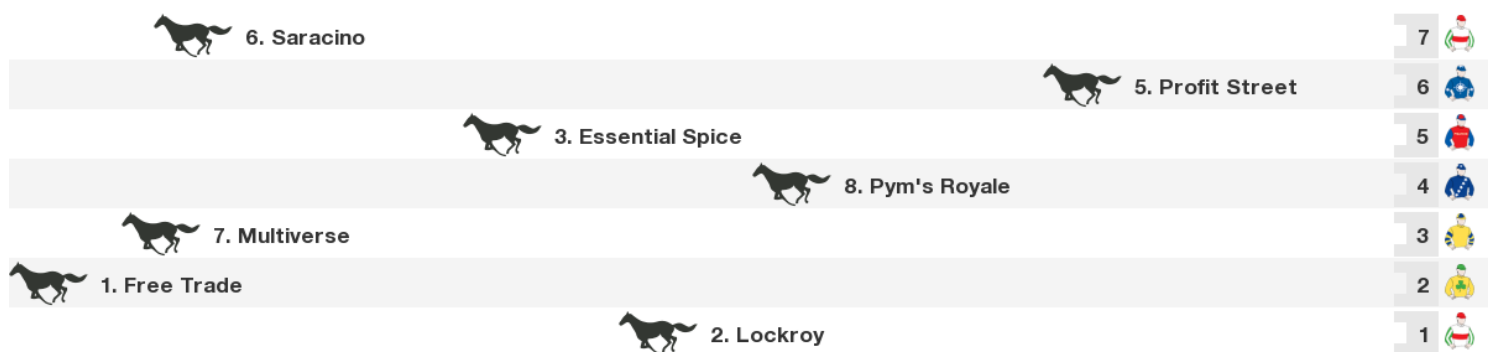 6. Saracino 7
5. Profit Street 6
3. Essential Spice 5
8. Pym's Royale 4
7. Multiverse 3
1. Free Trade 2
2. Lockroy 1